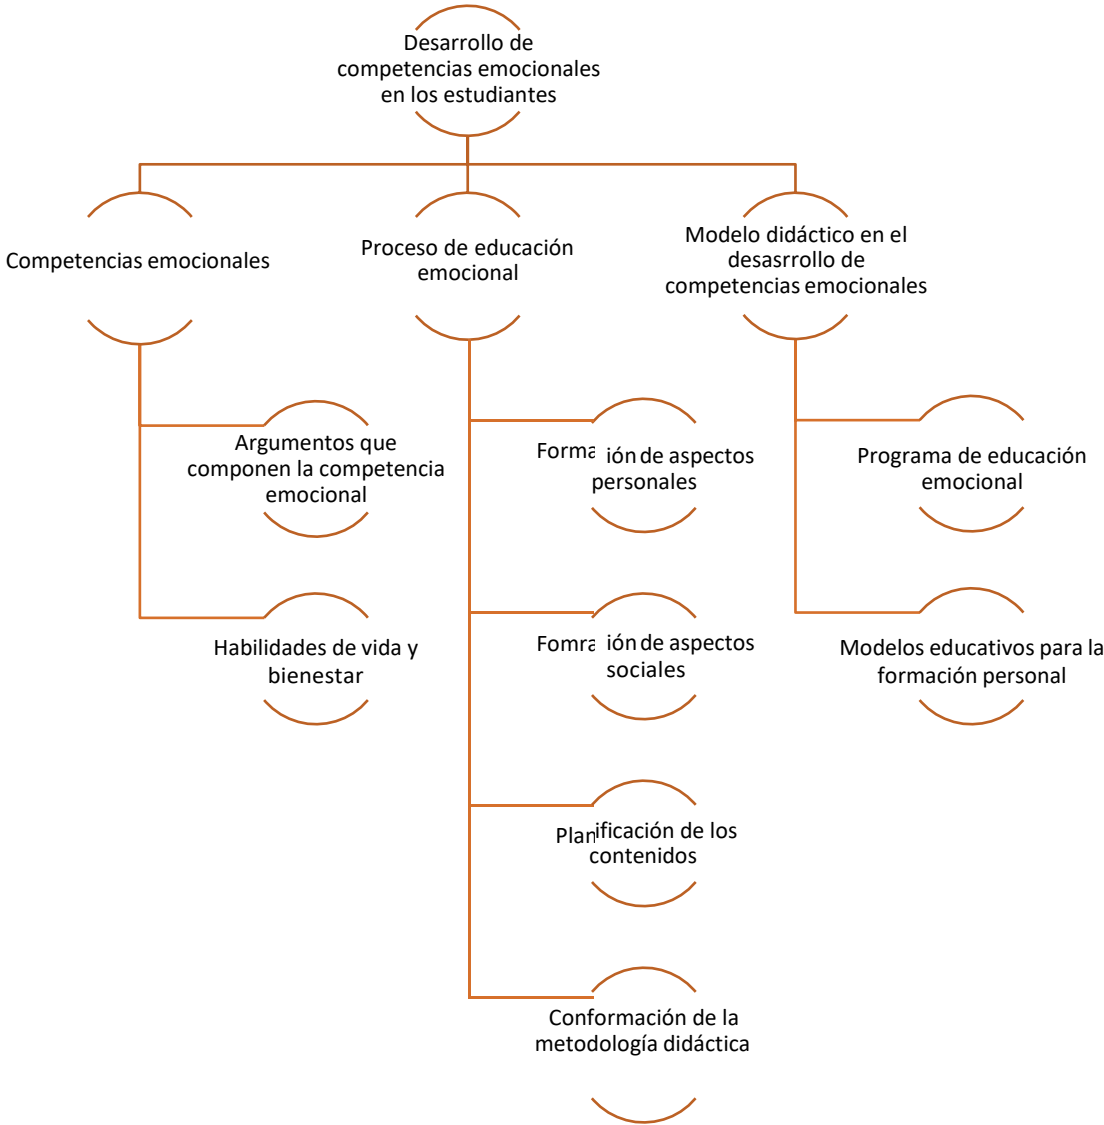 Desarrollo de
competencias emocionales
en los estudiantes
Competencias emocionales
Proceso de educación
emocional
Modelo didáctico en el
desasrrollo de
competencias emocionales
Argumentos que
componen la competencia
emocional
Habilidades de vida y
bienestar
Forma ión de aspectos
personales
Fomra ión de aspectos
sociales
Planificación de los
contenidos
Conformación de la
metodología didáctica
Programa de educación
emocional
Modelos educativos para la
formación personal